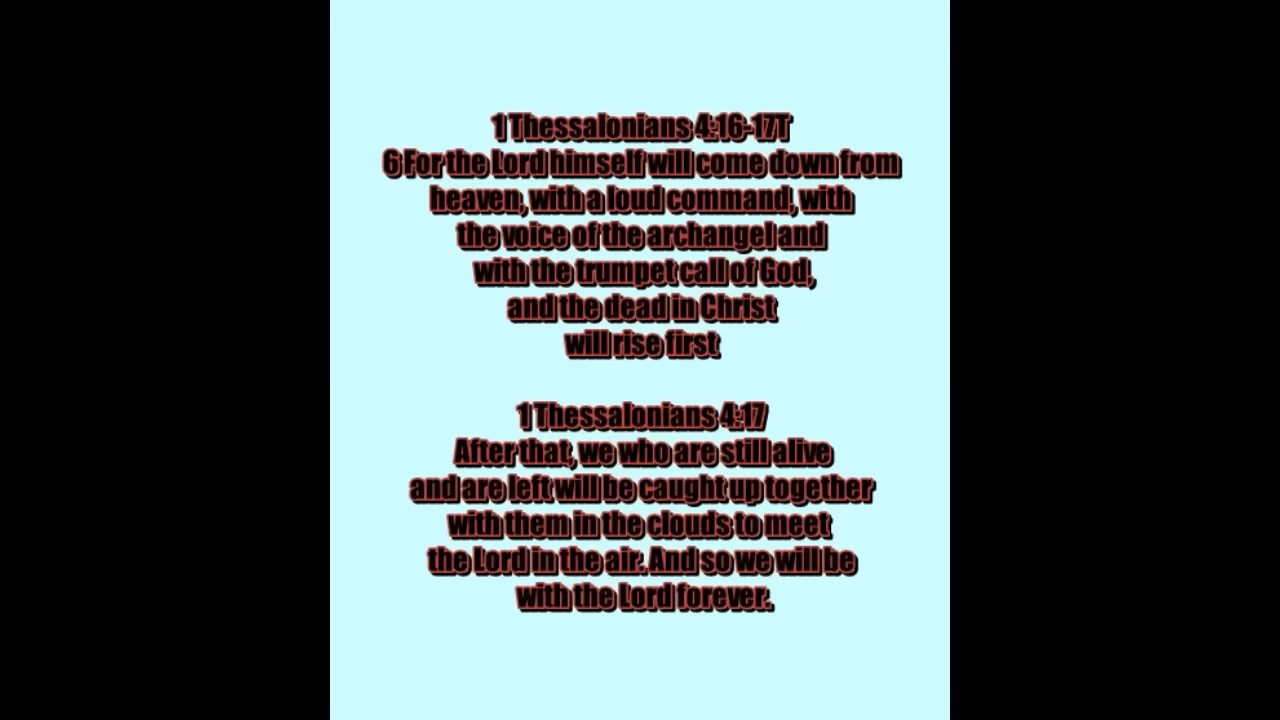 1 Thessalonians 4:16-17T
6 For the Lord himself will come down from
heaven, with a loud command, with
the voice of the archangel and
with the trumpet call of God,
and the dead in Christ
will rise first
1 Thessalonians 4:17
After that, we who are still alive
and are left will be caught up together
with them in the clouds to meet
the Lord in the air. And so we will be
with the Lord forever.